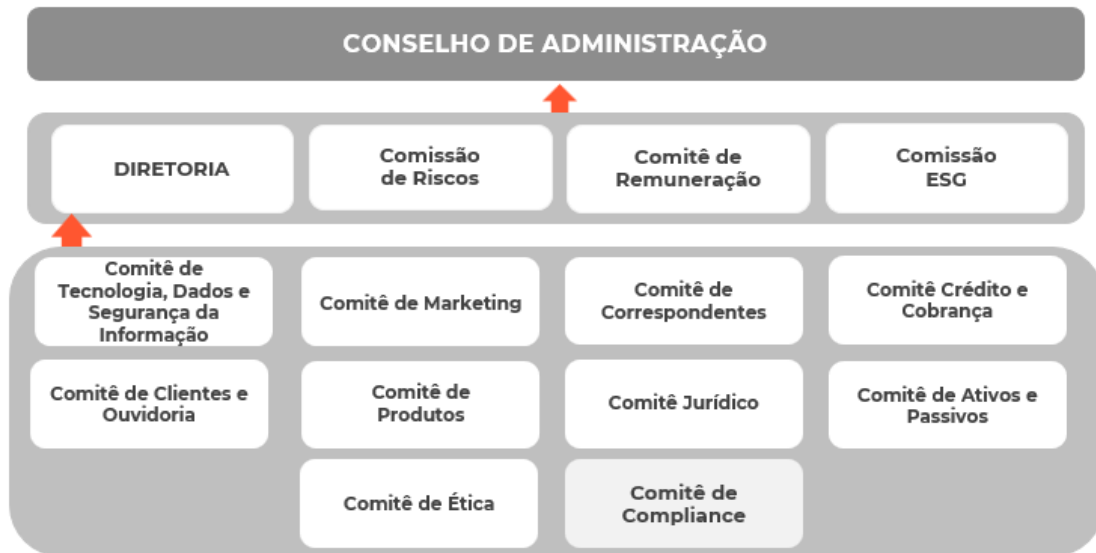 CONSELHO DE ADMINISTRAÇÃO
DIRETORIA
Comissão
de Riscos
Comitê de
Remuneração
Comissão
ESG
Comitê de
Tecnologia, Dados e
Segurança da
Informação
Comitê de Marketing
Comitê de
Correspondentes
Comitê Crédito e
Cobrança
Comitê de Clientes e
Ouvidoria
Comitê de
Produtos
Comitê Jurídico
Comitê de Ativos e
Passivos
Comitê de Ética
Comitê de
Compliance